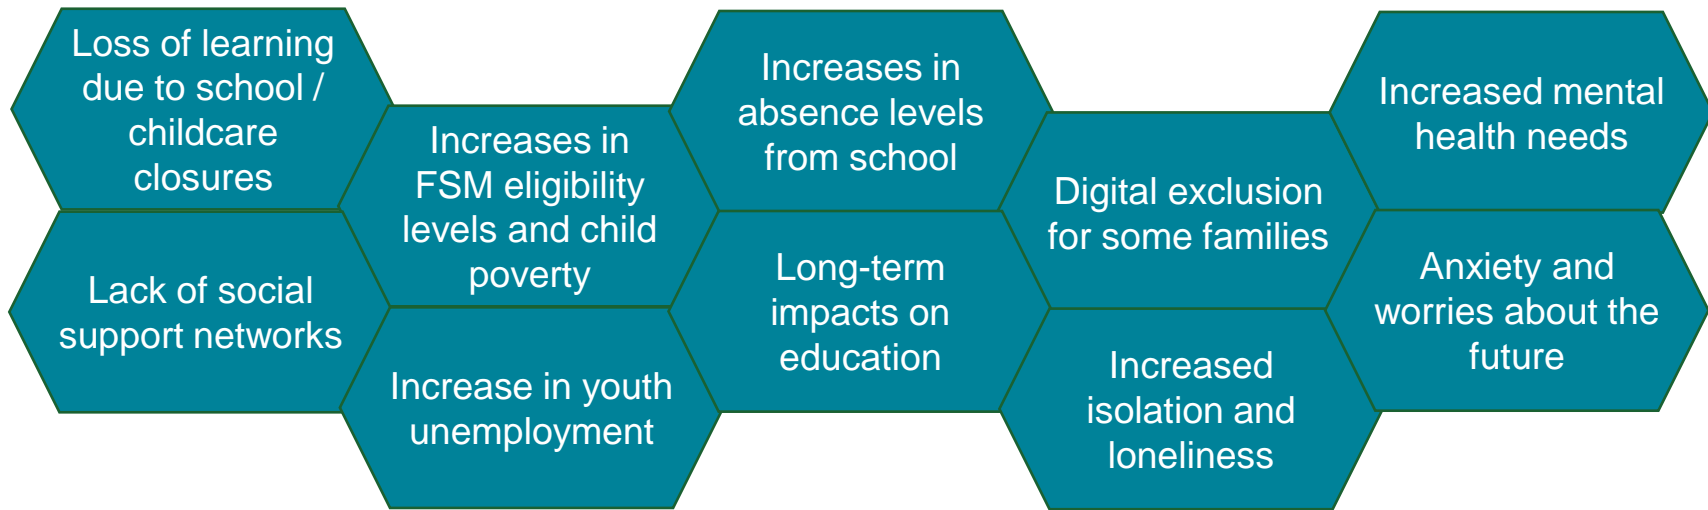 Loss of learning
due to school /
childcare
closures
Lack of social
support networks
Increases in
FSM eligibility
levels and child
poverty
Increase in youth
unemployment
Increases in
absence levels
from school
Long-term
impacts on
education
Digital exclusion
for some families
Increased
isolation and
loneliness
Increased mental
health needs
Anxiety and
worries about the
future